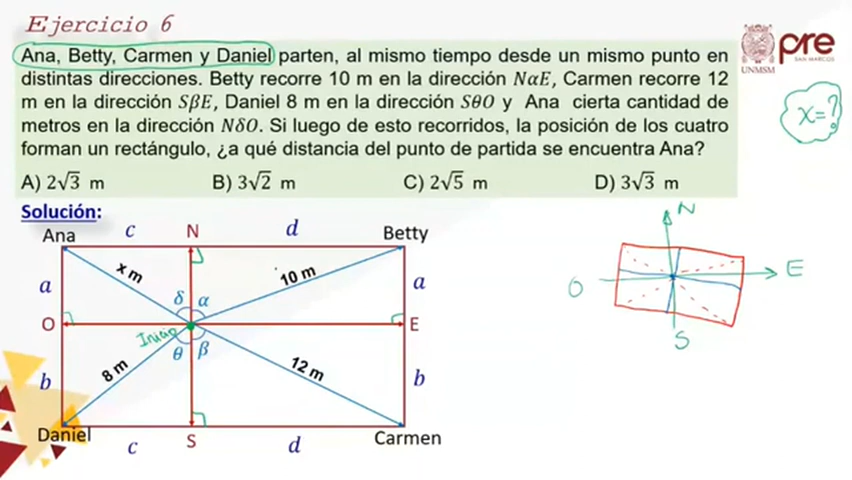 Ejercicio 6
Ana, Betty, Carmen y Daniel parten, al mismo tiempo desde un mismo punto en
distintas direcciones. Betty recorre 10 m en la dirección NαE, Carmen recorre 12
m en la dirección SβE, Daniel 8 m en la dirección SθO y Ana cierta cantidad de
metros en la dirección NδO. Si luego de esto recorridos, la posición de los cuatro
forman un rectángulo, ¿a qué distancia del punto de partida se encuentra Ana?
A) 2√3 m B) 3√2 m C) 2√5 m D) 3√3 m
UNMSM
pre
SAN MARCOS
x=?
Solución:
Ana c N d Betty
a x m δ α 10 m a
O Inicio E
b 8 m θ β 12 m b
Daniel c S d Carmen
N
O E
S